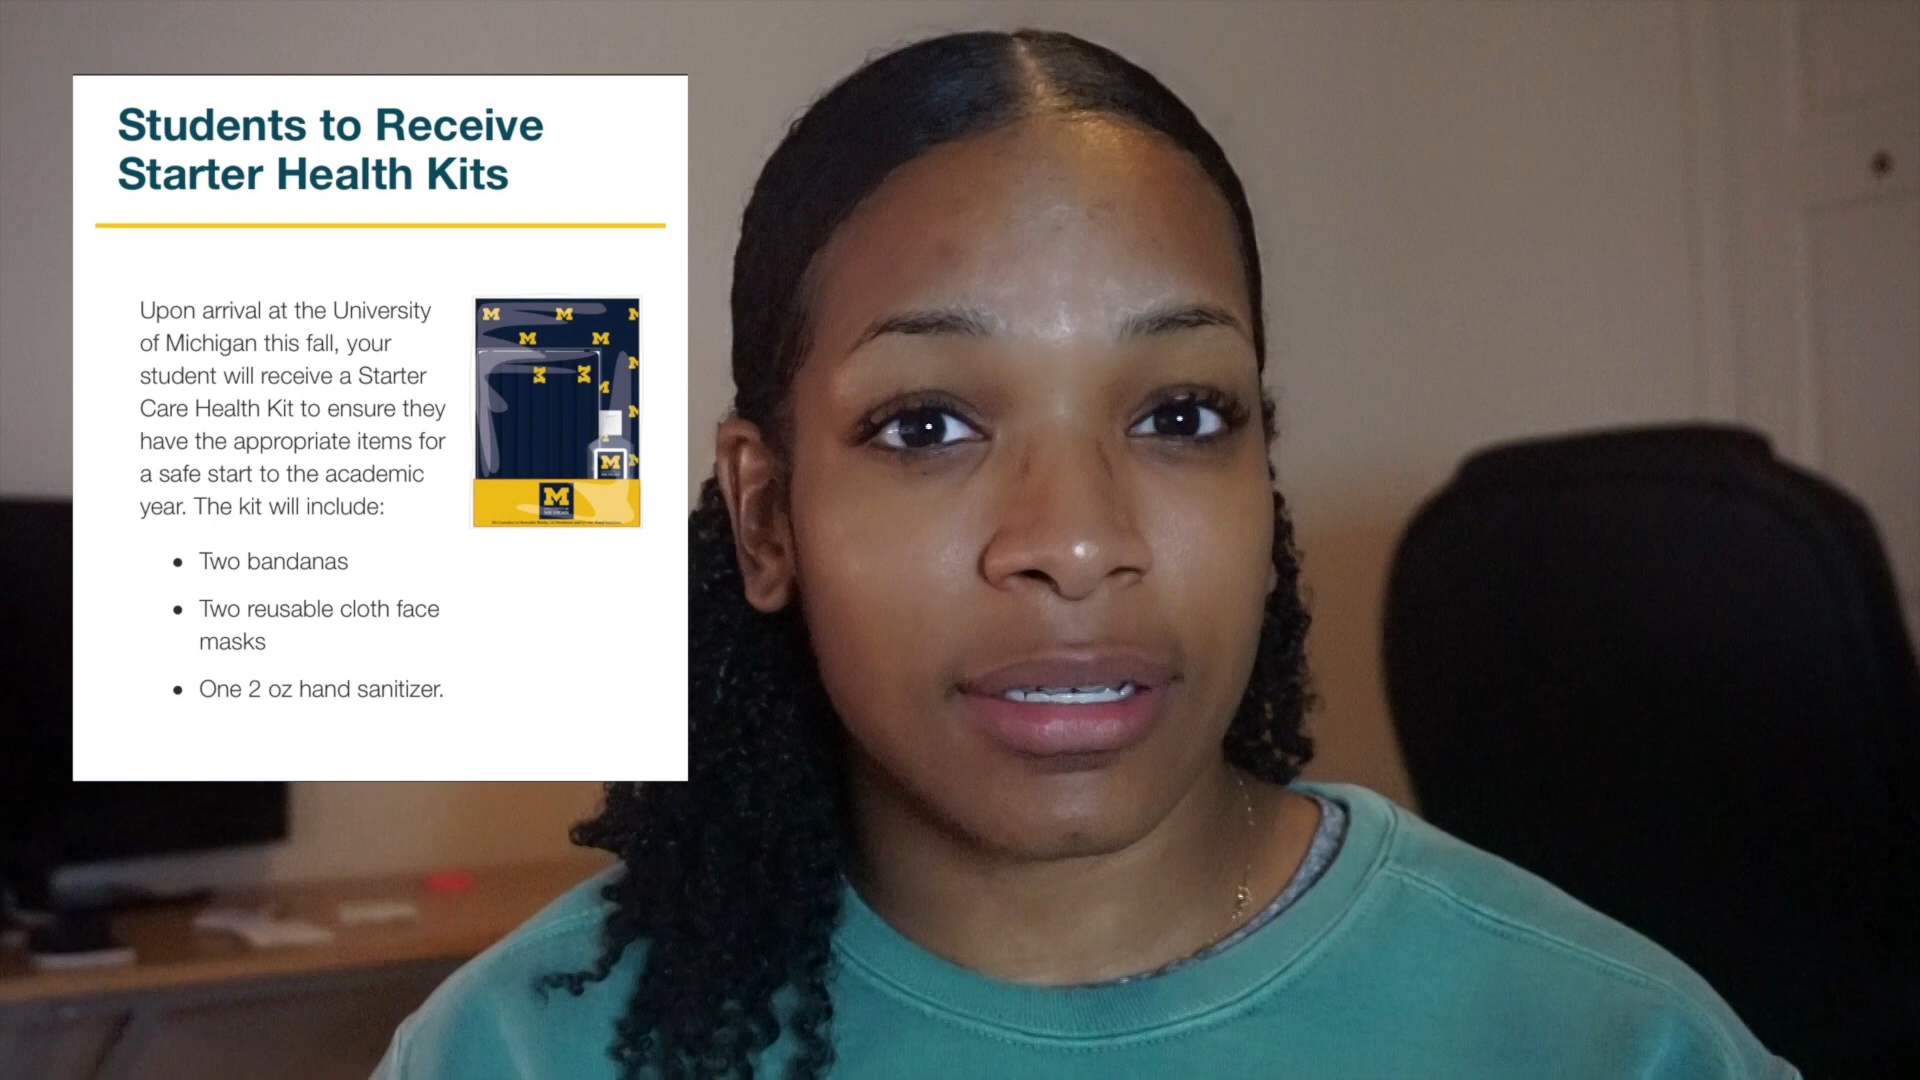 Students to Receive
Starter Health Kits
Upon arrival at the University
of Michigan this fall, your
student will receive a Starter
Care Health Kit to ensure they
have the appropriate items for
a safe start to the academic
year. The kit will include:
• Two bandanas
• Two reusable cloth face
masks
• One 2 oz hand sanitizer.
M M M
M M
M
M M
M
M
M M
M
M